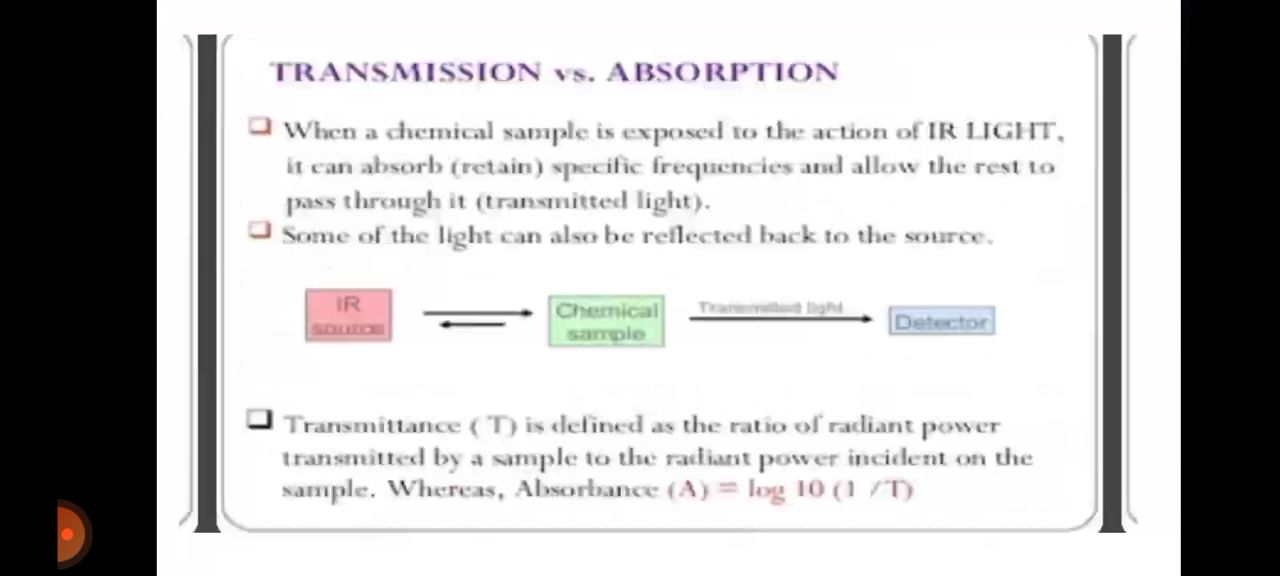 TRANSMISSION vs. ABSORPTION
When a chemical sample is exposed to the action of IR LIGHT,
it can absorb (retain) specific frequencies and allow the rest to
pass through it (transmitted light).
Some of the light can also be reflected back to the source.
IR
source
Chemical
sample
Transmitted light
Detector
Transmittance ( T) is defined as the ratio of radiant power
transmitted by a sample to the radiant power incident on the
sample. Whereas, Absorbance (A) = log 10 (1 /T)